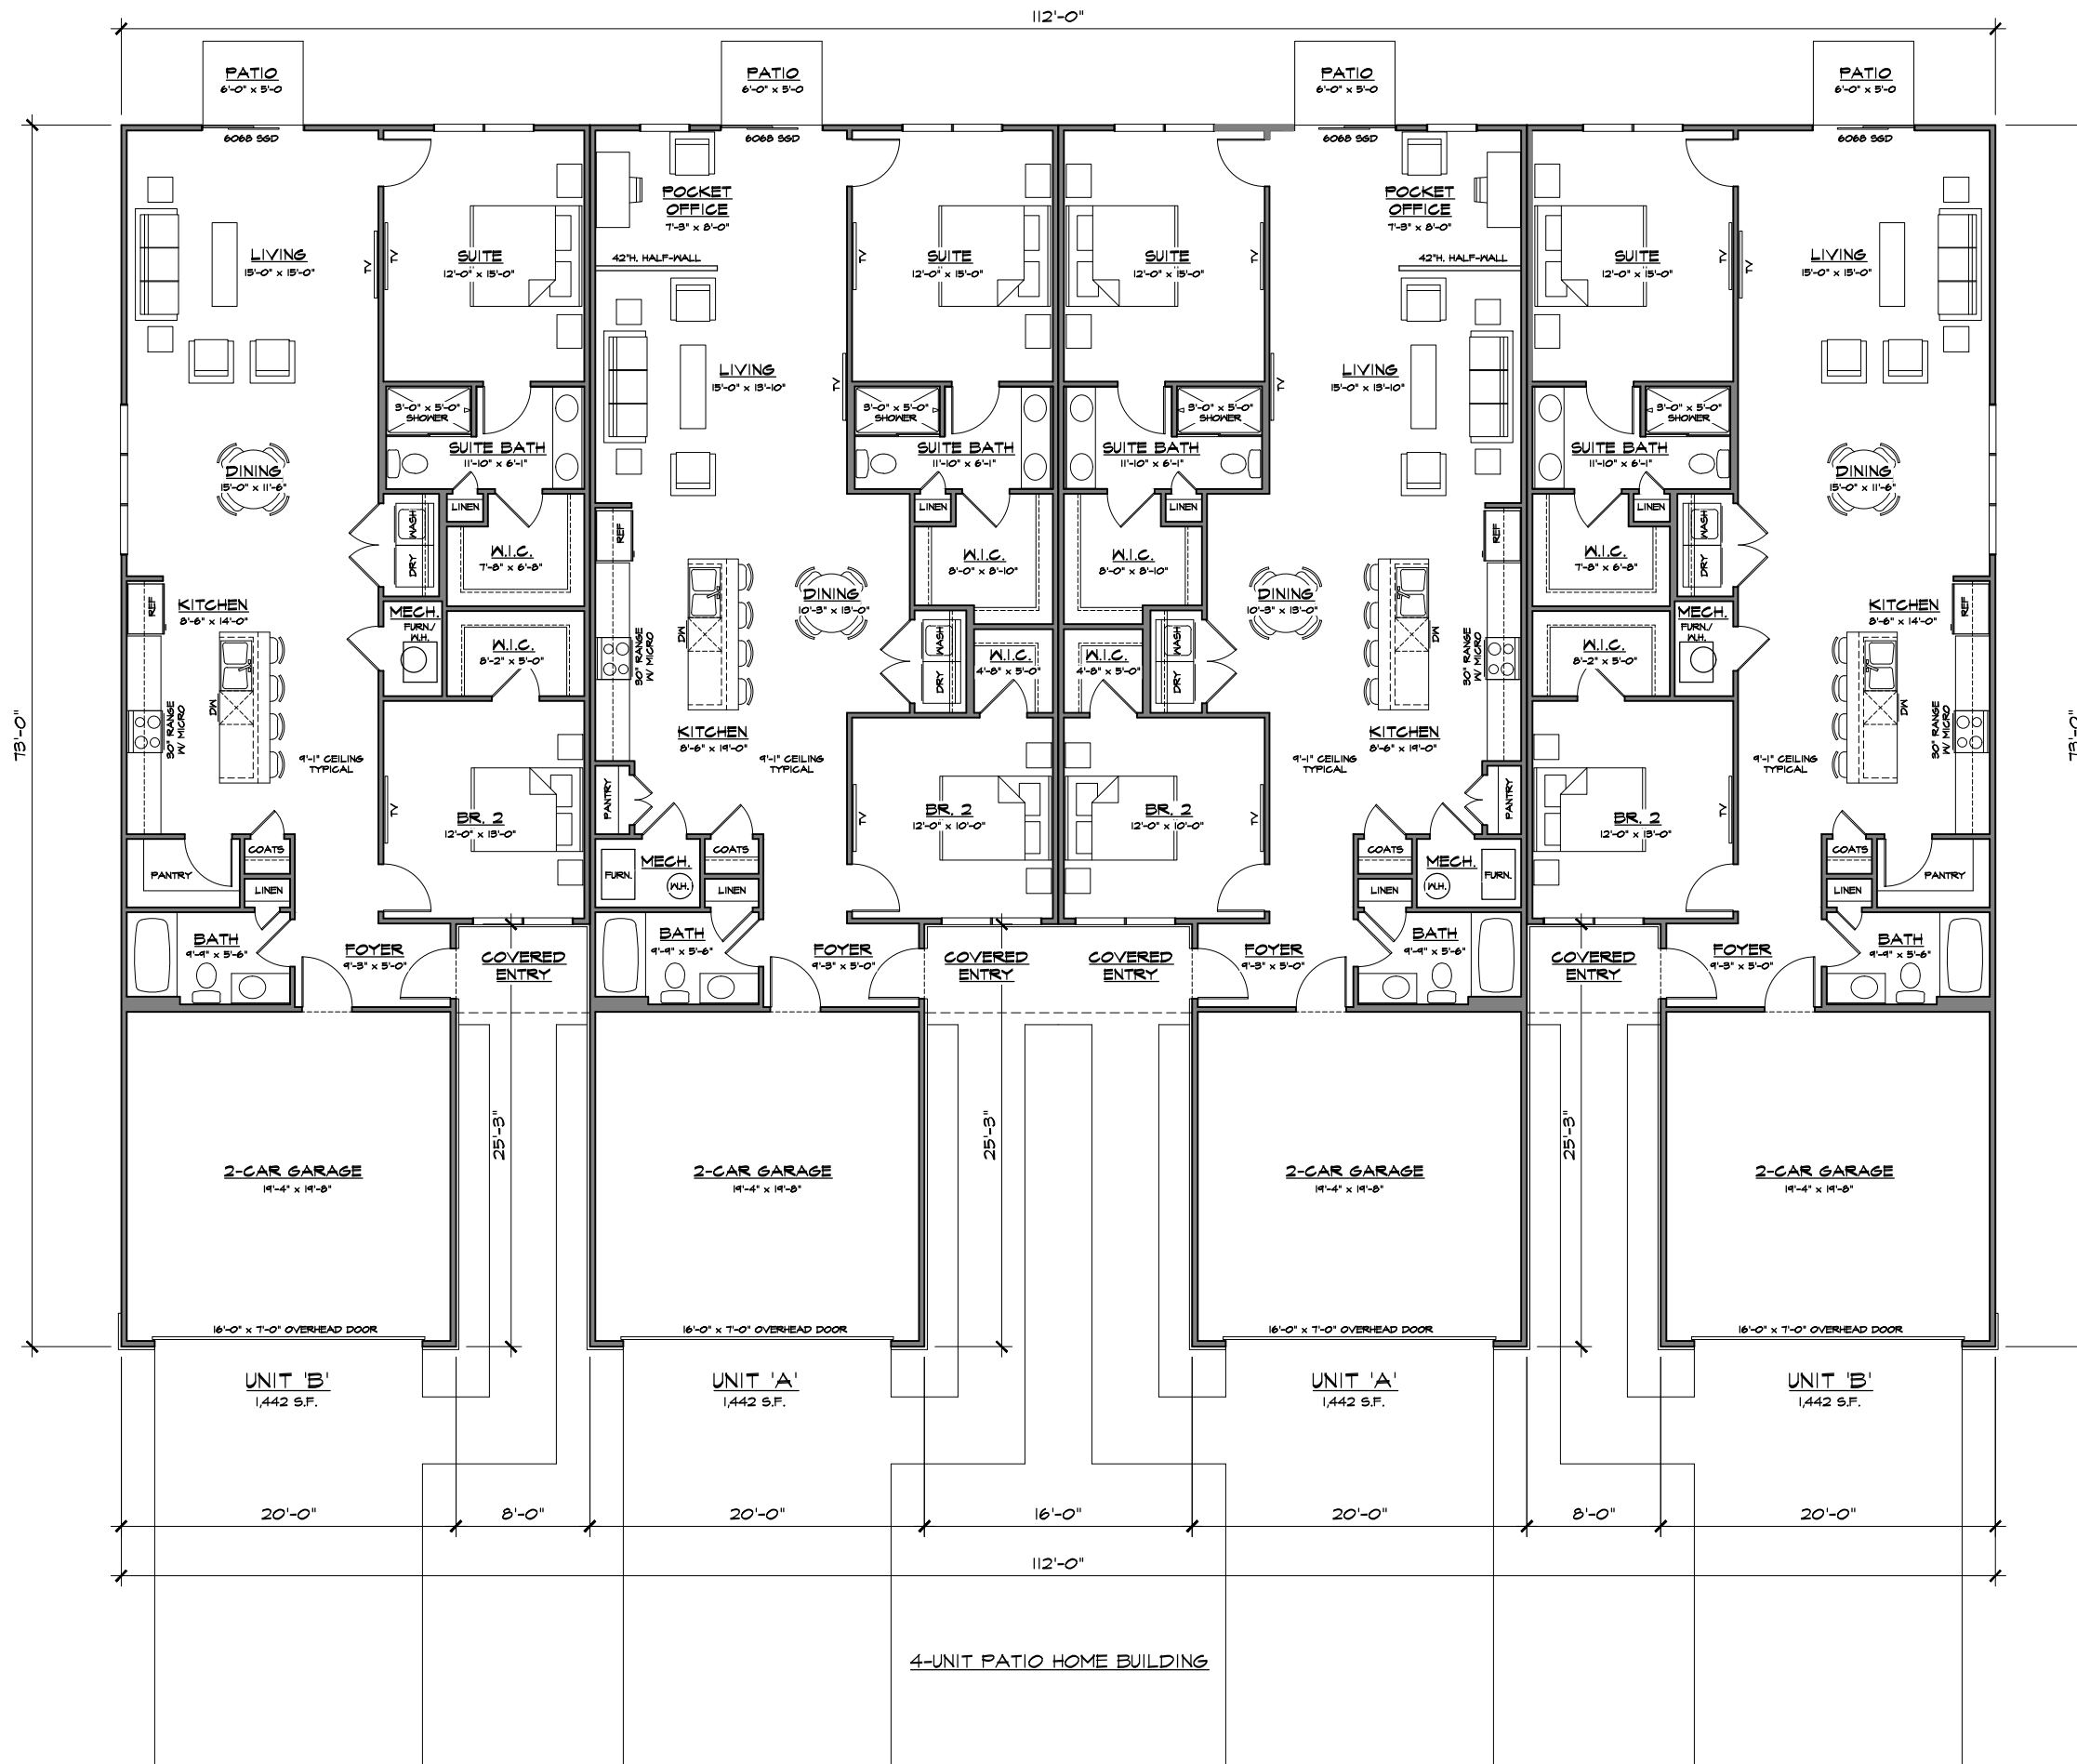 112'-0"
PATIO
6'-0" x 5'-0
PATIO
6'-0" x 5'-0
PATIO
6'-0" x 5'-0
PATIO
6'-0" x 5'-0
6068 SGD
6068 SGD
6068 SGD
6068 SGD
LIVING
15'-0" x 15'-0"
TV
TV
SUITE
12'-0" x 15'-0"
POCKET
OFFICE
7'-3" x 8'-0"
42"H. HALF-WALL
TV
SUITE
12'-0" x 15'-0"
SUITE
12'-0" x 15'-0"
TV
POCKET
OFFICE
7'-3" x 8'-0"
42"H. HALF-WALL
SUITE
12'-0" x 15'-0"
TV
TV
LIVING
15'-0" x 15'-0"
LIVING
15'-0" x 13'-10"
TV
TV
LIVING
15'-0" x 13'-10"
3'-0" x 5'-0"
SHOWER
3'-0" x 5'-0"
SHOWER
3'-0" x 5'-0"
SHOWER
3'-0" x 5'-0"
SHOWER
SUITE BATH
11'-10" x 6'-1"
SUITE BATH
11'-10" x 6'-1"
SUITE BATH
11'-10" x 6'-1"
SUITE BATH
11'-10" x 6'-1"
DINING
15'-0" x 11'-6"
DINING
15'-0" x 11'-6"
LINEN
LINEN
LINEN
LINEN
WASH
DRY
REF
REF
WASH
DRY
W.I.C.
7'-8" x 6'-8"
W.I.C.
8'-0" x 8'-10"
W.I.C.
8'-0" x 8'-10"
W.I.C.
7'-8" x 6'-8"
REF
KITCHEN
8'-6" x 14'-0"
MECH.
FURN./
W.H.
DINING
10'-3" x 13'-0"
DINING
10'-3" x 13'-0"
MECH.
FURN./
W.H.
KITCHEN
8'-6" x 14'-0"
REF
W.I.C.
8'-2" x 5'-0"
30" RANGE
W/ MICRO
DW
WASH
DRY
W.I.C.
4'-8" x 5'-0"
W.I.C.
4'-8" x 5'-0"
WASH
DRY
DW
30" RANGE
W/ MICRO
W.I.C.
8'-2" x 5'-0"
73'-0"
30" RANGE
W/ MICRO
DW
KITCHEN
8'-6" x 19'-0"
KITCHEN
8'-6" x 19'-0"
DW
30" RANGE
W/ MICRO
73'-0"
9'-1" CEILING
TYPICAL
9'-1" CEILING
TYPICAL
9'-1" CEILING
TYPICAL
9'-1" CEILING
TYPICAL
TV
BR. 2
12'-0" x 13'-0"
PANTRY
TV
BR. 2
12'-0" x 10'-0"
BR. 2
12'-0" x 10'-0"
TV
PANTRY
BR. 2
12'-0" x 13'-0"
TV
PANTRY
COATS
LINEN
FURN.
MECH.
W.H.
COATS
LINEN
COATS
LINEN
MECH.
W.H.
FURN.
COATS
LINEN
PANTRY
BATH
9'-9" x 5'-6"
FOYER
9'-3" x 5'-0"
COVERED
ENTRY
BATH
9'-9" x 5'-6"
FOYER
9'-3" x 5'-0"
COVERED
ENTRY
COVERED
ENTRY
FOYER
9'-3" x 5'-0"
BATH
9'-9" x 5'-6"
COVERED
ENTRY
FOYER
9'-3" x 5'-0"
BATH
9'-9" x 5'-6"
25'-3"
25'-3"
25'-3"
2-CAR GARAGE
19'-4" x 19'-8"
2-CAR GARAGE
19'-4" x 19'-8"
2-CAR GARAGE
19'-4" x 19'-8"
2-CAR GARAGE
19'-4" x 19'-8"
16'-0" x 7'-0" OVERHEAD DOOR
16'-0" x 7'-0" OVERHEAD DOOR
16'-0" x 7'-0" OVERHEAD DOOR
16'-0" x 7'-0" OVERHEAD DOOR
UNIT 'B'
1,442 S.F.
UNIT 'A'
1,442 S.F.
UNIT 'A'
1,442 S.F.
UNIT 'B'
1,442 S.F.
20'-0"
8'-0"
20'-0"
16'-0"
20'-0"
8'-0"
20'-0"
112'-0"
4-UNIT PATIO HOME BUILDING